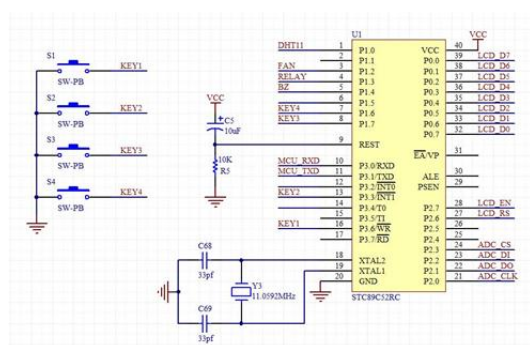 S1
KEY1
SW-PB
S2
KEY2
SW-PB
S3
KEY3
SW-PB
S4
KEY4
SW-PB
VCC
C5
10uF
10K
R5
C68
33pf
Y3
11.0592MHz
C69
33pf
U1
VCC
DHT11 1 P1.0 VCC 40
2 P1.1 P0.0 39 LCD_D7
FAN 3 P1.2 P0.1 38 LCD_D6
RELAY 4 P1.3 P0.2 37 LCD_D5
BZ 5 P1.4 P0.3 36 LCD_D4
6 P1.5 P0.4 35 LCD_D3
KEY4 7 P1.6 P0.5 34 LCD_D2
KEY3 8 P1.7 P0.6 33 LCD_D1
P0.7 32 LCD_D0
9 REST
EA/VP 31
MCU_RXD 10 P3.0/RXD
MCU_TXD 11 P3.1/TXD ALE 30
12 P3.2/INT0 PSEN 29
KEY2 13 P3.3/INT1
14 P3.4/T0 P2.7 28 LCD_EN
15 P3.5/TI P2.6 27 LCD_RS
KEY1 16 P3.6/WR P2.5 26
17 P3.7/RD P2.4 25
P2.3 24 ADC_CS
18 XTAL2 P2.2 23 ADC_DI
19 XTAL1 P2.1 22 ADC_DO
20 GND P2.0 21 ADC_CLK
STC89C52RC